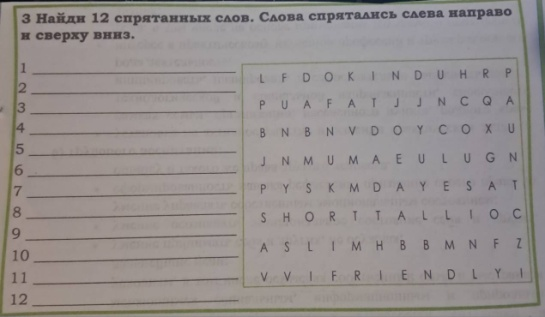 3 Найди 12 спрятанных слов. Слова спрятались слева направо
и сверху вниз.
1
2
3
4
5
6
7
8
9
10
11
12
L F D O K I N D U H R P
P U A F A T J J N C Q A
B N B N V D O Y C O X U
J N M U M A E U L U G N
P Y S K M D A Y E S A T
S H O R T T A L L I O C
A S L I M H B B M N F Z
V V I F R I E N D L Y I